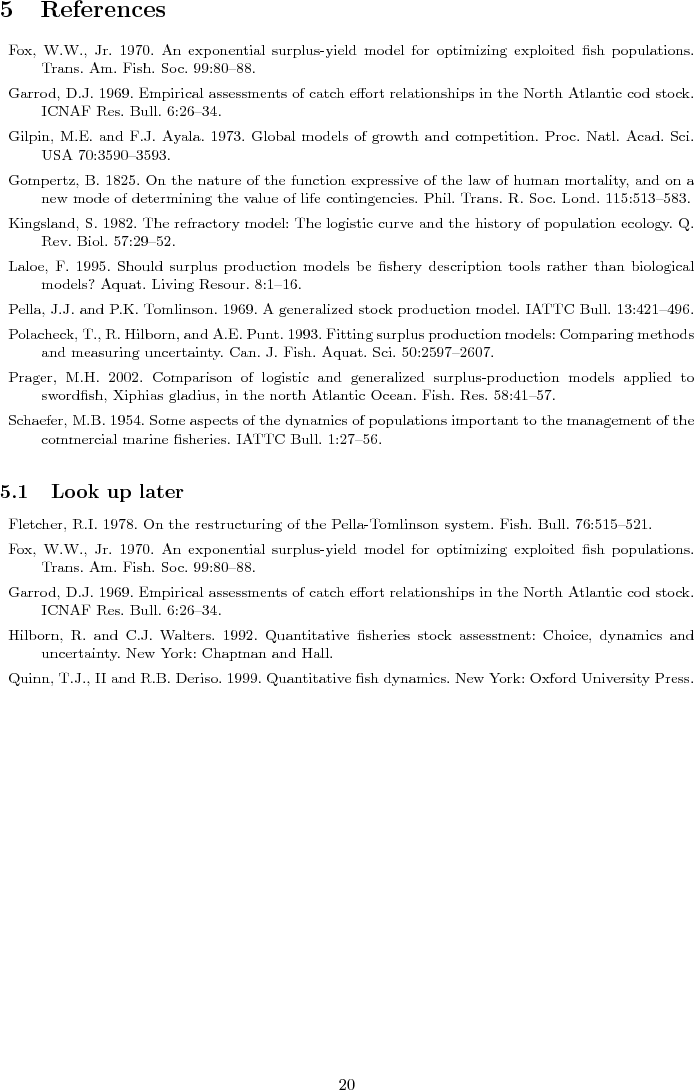 5 References
Fox, W.W., Jr. 1970. An exponential surplus-yield model for optimizing exploited fish populations.
Trans. Am. Fish. Soc. 99:80–88.
Garrod, D.J. 1969. Empirical assessments of catch effort relationships in the North Atlantic cod stock.
ICNAF Res. Bull. 6:26–34.
Gilpin, M.E. and F.J. Ayala. 1973. Global models of growth and competition. Proc. Natl. Acad. Sci.
USA 70:3590–3593.
Gompertz, B. 1825. On the nature of the function expressive of the law of human mortality, and on a
new mode of determining the value of life contingencies. Phil. Trans. R. Soc. Lond. 115:513–583.
Kingsland, S. 1982. The refractory model: The logistic curve and the history of population ecology. Q.
Rev. Biol. 57:29–52.
Laloe, F. 1995. Should surplus production models be fishery description tools rather than biological
models? Aquat. Living Resour. 8:1–16.
Pella, J.J. and P.K. Tomlinson. 1969. A generalized stock production model. IATTC Bull. 13:421–496.
Polacheck, T., R. Hilborn, and A.E. Punt. 1993. Fitting surplus production models: Comparing methods
and measuring uncertainty. Can. J. Fish. Aquat. Sci. 50:2597–2607.
Prager, M.H. 2002. Comparison of logistic and generalized surplus-production models applied to
swordfish, Xiphias gladius, in the north Atlantic Ocean. Fish. Res. 58:41–57.
Schaefer, M.B. 1954. Some aspects of the dynamics of populations important to the management of the
commercial marine fisheries. IATTC Bull. 1:27–56.
5.1 Look up later
Fletcher, R.I. 1978. On the restructuring of the Pella-Tomlinson system. Fish. Bull. 76:515–521.
Fox, W.W., Jr. 1970. An exponential surplus-yield model for optimizing exploited fish populations.
Trans. Am. Fish. Soc. 99:80–88.
Garrod, D.J. 1969. Empirical assessments of catch effort relationships in the North Atlantic cod stock.
ICNAF Res. Bull. 6:26–34.
Hilborn, R. and C.J. Walters. 1992. Quantitative fisheries stock assessment: Choice, dynamics and
uncertainty. New York: Chapman and Hall.
Quinn, T.J., II and R.B. Deriso. 1999. Quantitative fish dynamics. New York: Oxford University Press.
20